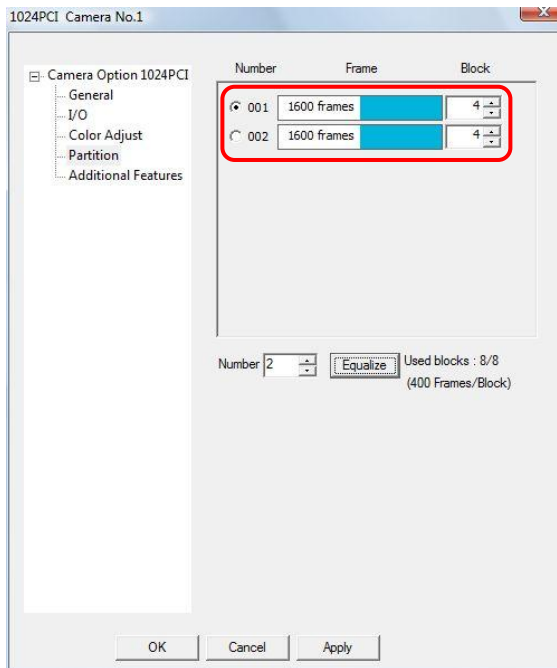 1024PCI Camera No.1
Camera Option 1024PCI
General
I/O
Color Adjust
Partition
Additional Features
Number Frame Block
001 1600 frames 4
002 1600 frames 4
Number 2 Equalize Used blocks : 8/8
(400 Frames/Block)
OK Cancel Apply